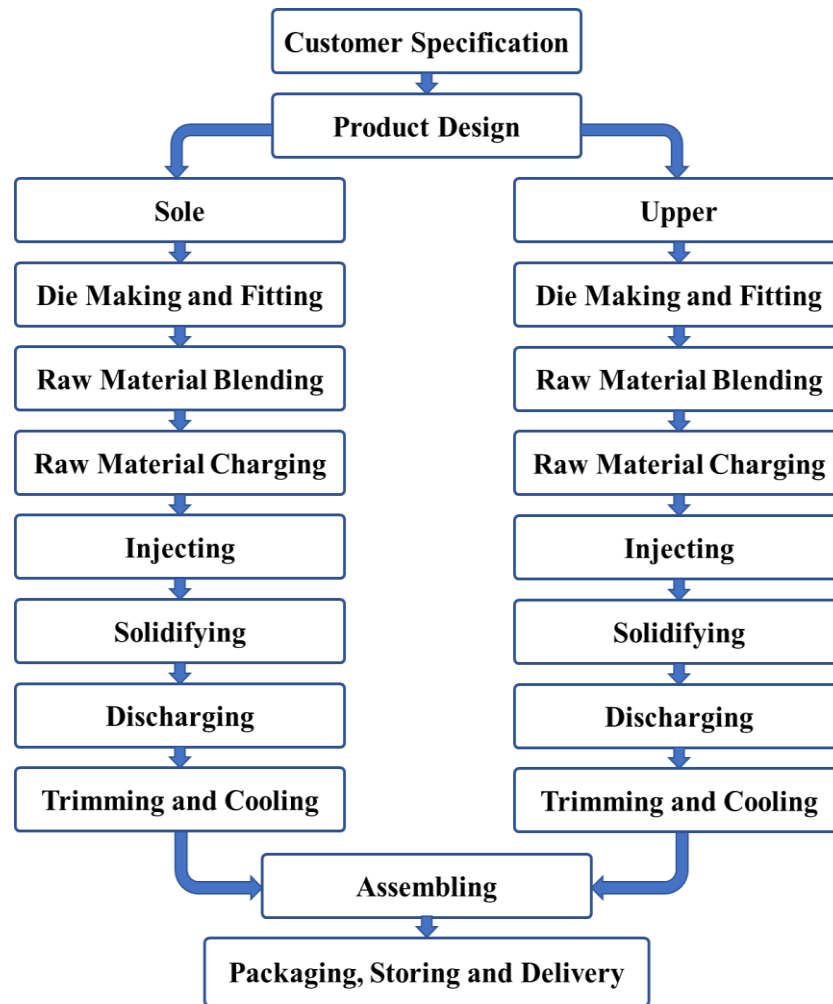 Customer Specification
Product Design
Sole
Die Making and Fitting
Raw Material Blending
Raw Material Charging
Injecting
Solidifying
Discharging
Trimming and Cooling
Upper
Die Making and Fitting
Raw Material Blending
Raw Material Charging
Injecting
Solidifying
Discharging
Trimming and Cooling
Assembling
Packaging, Storing and Delivery